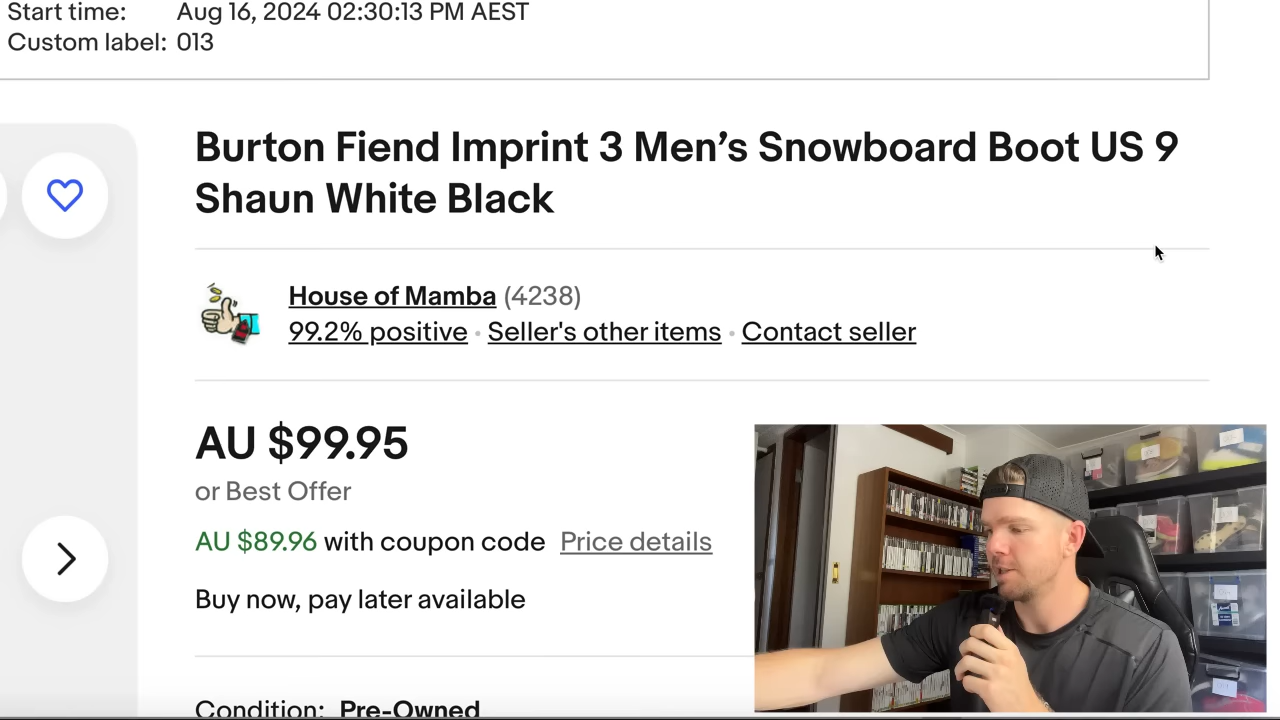 Start time: Aug 16, 2024 02:30:13 PM AEST
Custom label: 013
Burton Fiend Imprint 3 Men’s Snowboard Boot US 9
Shaun White Black
House of Mamba (4238)
99.2% positive • Seller's other items • Contact seller
AU $99.95
or Best Offer
AU $89.96 with coupon code Price details
Buy now, pay later available
Condition: Pre-Owned